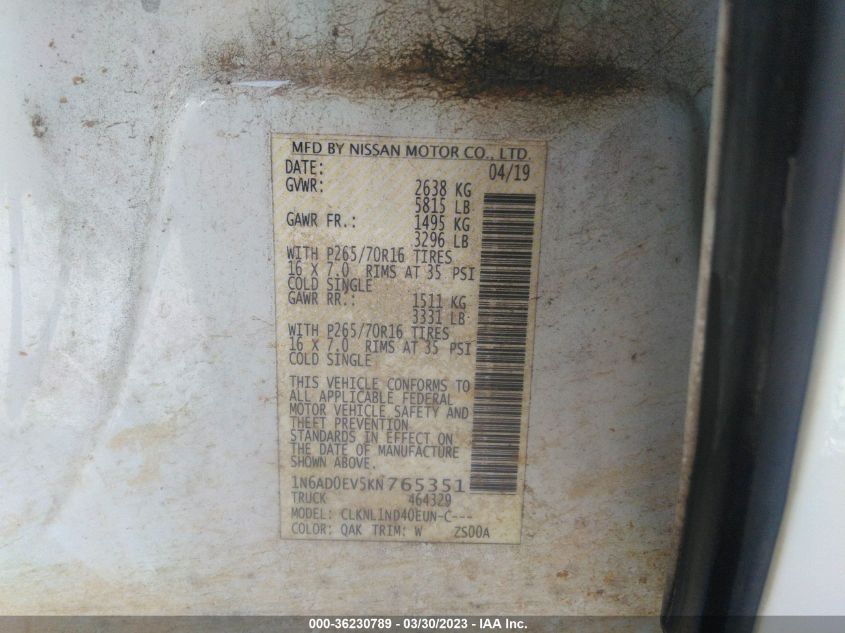 MFD BY NISSAN MOTOR CO., LTD.
DATE: 04/19
GVWR: 2638 KG
5815 LB
GAWR FR.: 1495 KG
3296 LB
WITH P265/70R16 TIRES
16 X 7.0 RIMS AT 35 PSI
COLD SINGLE
GAWR RR.: 1511 KG
3331 LB
WITH P265/70R16 TIRES
16 X 7.0 RIMS AT 35 PSI
COLD SINGLE
THIS VEHICLE CONFORMS TO
ALL APPLICABLE FEDERAL
MOTOR VEHICLE SAFETY AND
THEFT PREVENTION
STANDARDS IN EFFECT ON
THE DATE OF MANUFACTURE
SHOWN ABOVE.
1N6AD0EV5KN765351
TRUCK 464329
MODEL: CLKNL1ND40EUN-C---
COLOR: QAK TRIM: W ZS00A
000-36230789 - 03/30/2023 - IAA Inc.